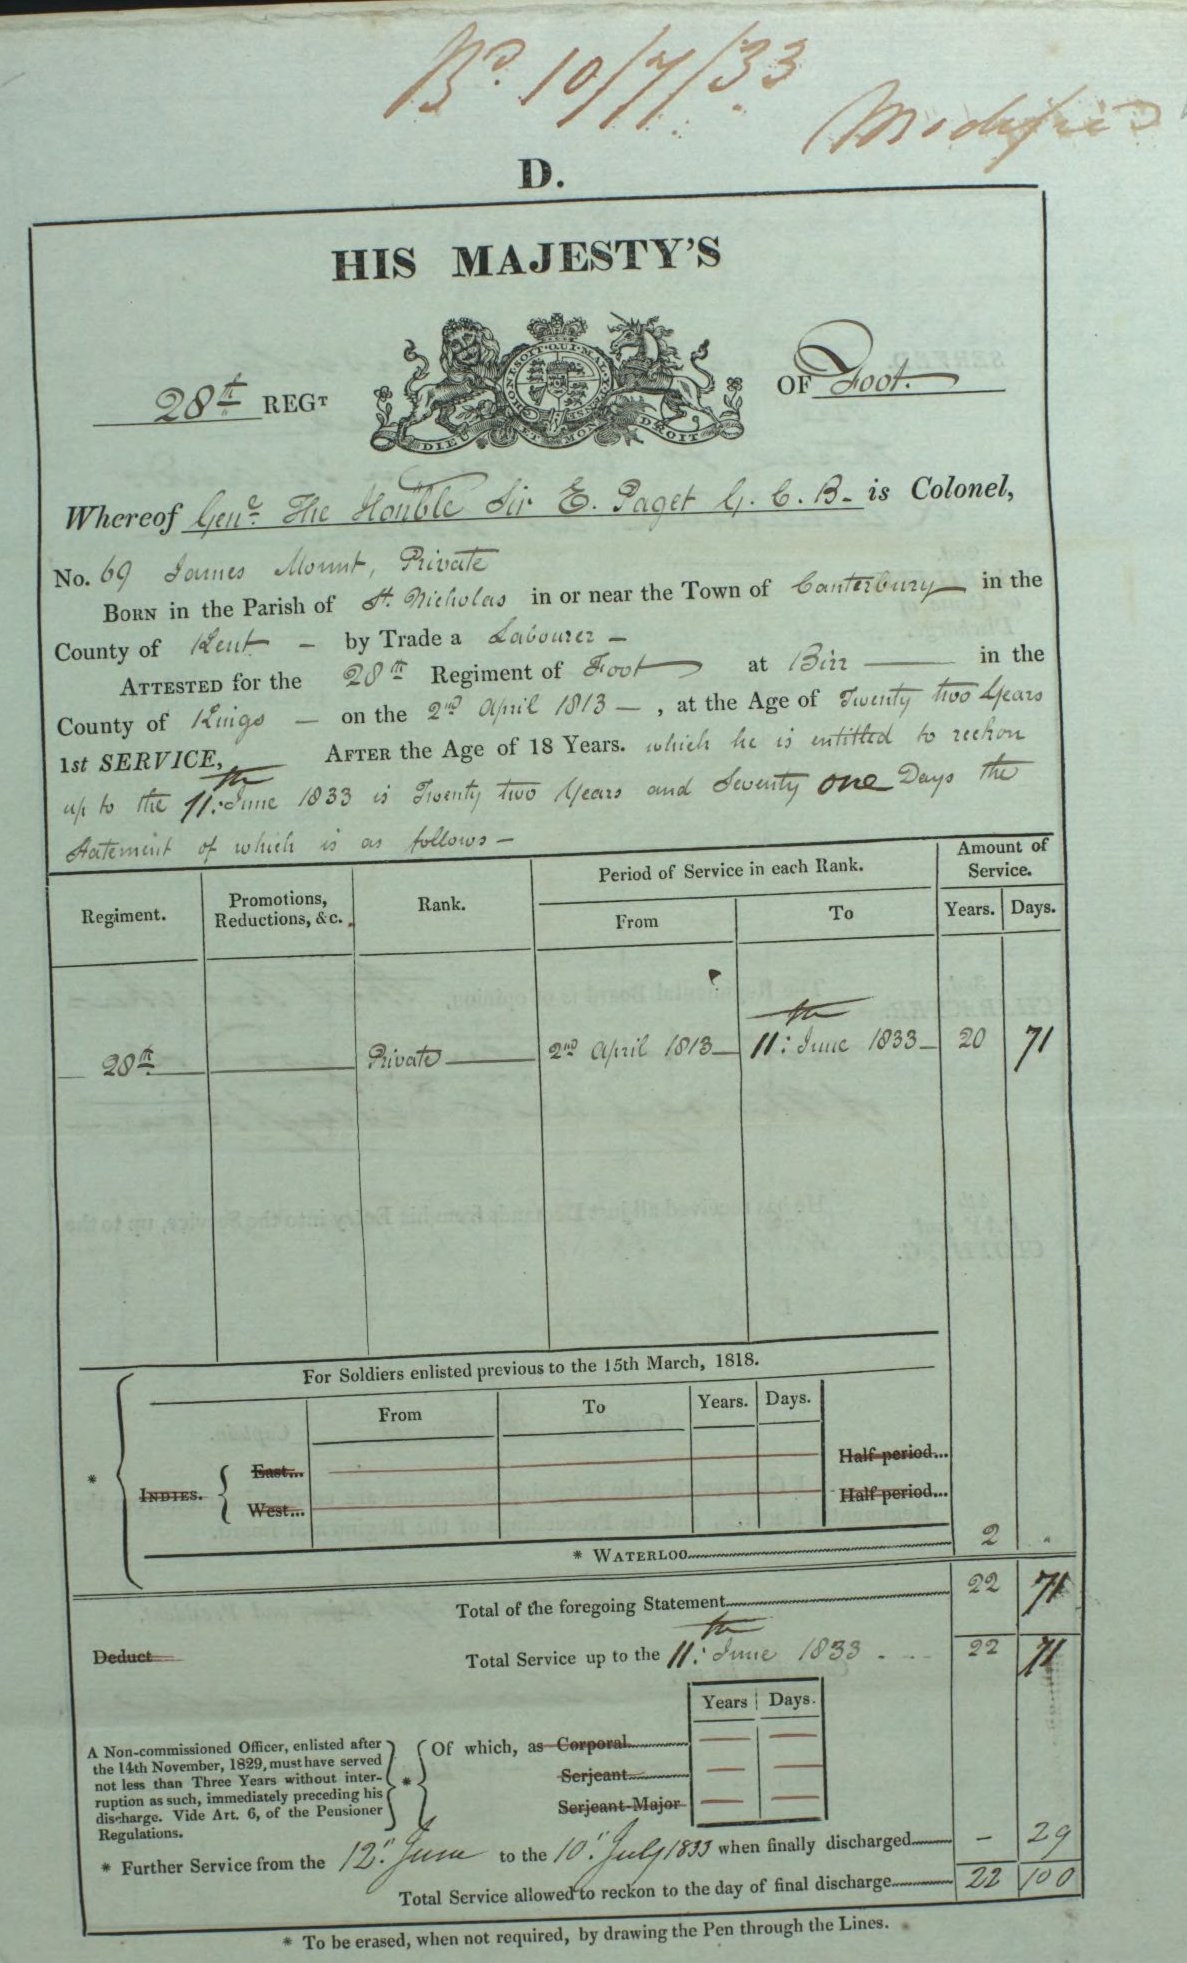 Bd. 10/7/33
Modified
D.
HIS MAJESTY'S
28th REGT
OF Foot.
HONI SOIT QUI MAL Y PENSE
DIEU ET MON DROIT
Whereof Genl. The Honble Sir E. Paget G. C. B. is Colonel,
No. 69 James Mount, Private
BORN in the Parish of St. Nicholas in or near the Town of Canterbury in the
County of Kent – by Trade a Labourer –
ATTESTED for the 28th Regiment of Foot at Birr in the
County of Kings – on the 2nd April 1813 – , at the Age of Twenty two Years
1st SERVICE, AFTER the Age of 18 Years. which he is entitled to reckon
up to the 11th June 1833 is Twenty two Years and Seventy one Days the
Statement of which is as follows –
Regiment. Promotions, Reductions, &c. Rank. Period of Service in each Rank. Amount of Service.
From To Years. Days.
28th Private 2nd April 1813 11th June 1833 20 71
For Soldiers enlisted previous to the 15th March, 1818.
From To Years. Days.
* INDIES. East... Half period...
West... Half period...
* WATERLOO 2 "
Total of the foregoing Statement 22 71
Deduct Total Service up to the 11th June 1833 22 71
Years Days.
A Non-commissioned Officer, enlisted after
the 14th November, 1829, must have served
not less than Three Years without inter-
ruption as such, immediately preceding his
discharge. Vide Art. 6, of the Pensioner
Regulations.
* Of which, as Corporal
Serjeant
Serjeant-Major
* Further Service from the 12" June to the 10" July 1833 when finally discharged – 29
Total Service allowed to reckon to the day of final discharge 22 100
* To be erased, when not required, by drawing the Pen through the Lines.